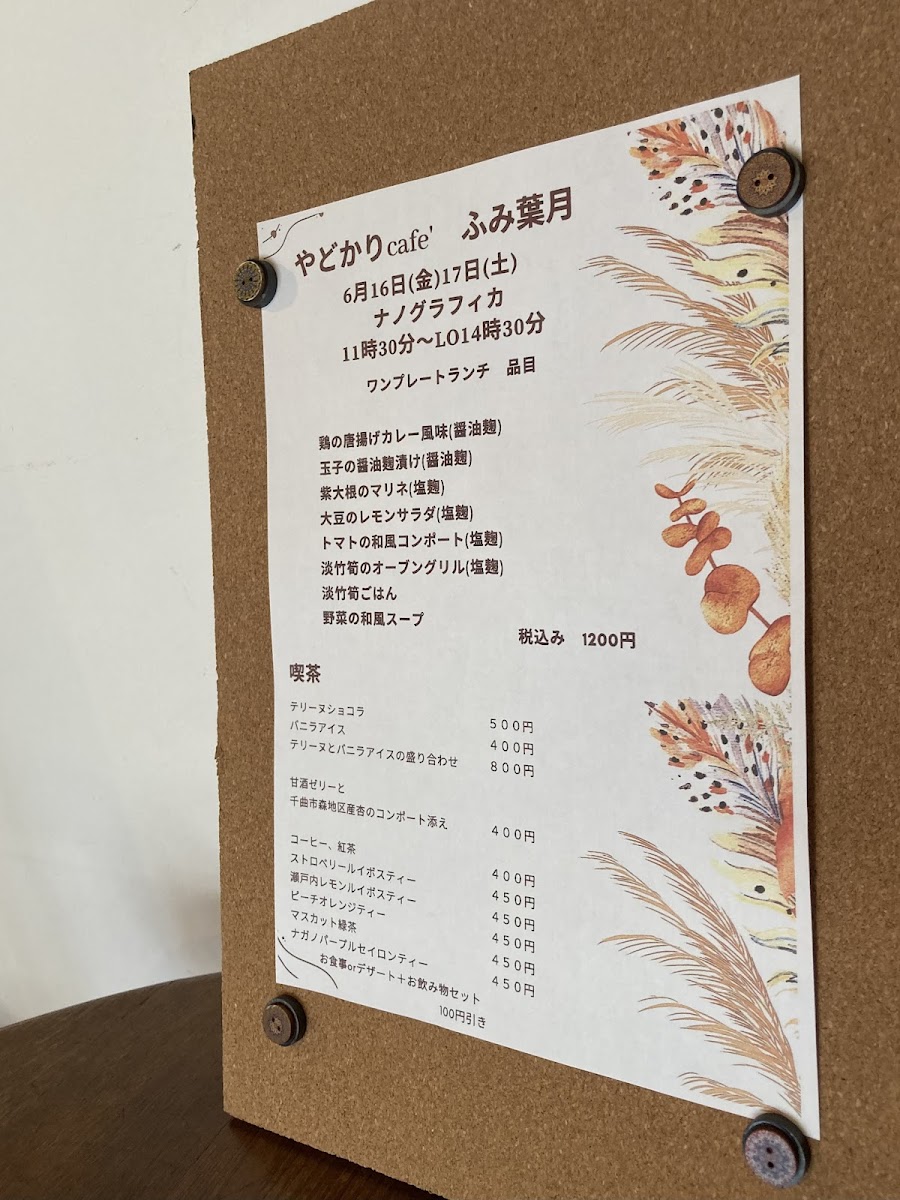 やどかりcafe' ふみ葉月
6月16日(金)17日(土)
ナノグラフィカ
11時30分〜LO14時30分
ワンプレートランチ 品目
鶏の唐揚げカレー風味(醤油麹)
玉子の醤油麹漬け(醤油麹)
紫大根のマリネ(塩麹)
大豆のレモンサラダ(塩麹)
トマトの和風コンポート(塩麹)
淡竹筍のオーブングリル(塩麹)
淡竹筍ごはん
野菜の和風スープ
税込み 1200円
喫茶
テリーヌショコラ 500円
バニラアイス 400円
テリーヌとバニラアイスの盛り合わせ 800円
甘酒ゼリーと
千曲市森地区産杏のコンポート添え 400円
コーヒー、紅茶 400円
ストロベリールイボスティー 450円
瀬戸内レモンルイボスティー 450円
ピーチオレンジティー 450円
マスカット緑茶 450円
ナガノパープルセイロンティー 450円
お食事orデザート+お飲み物セット
100円引き